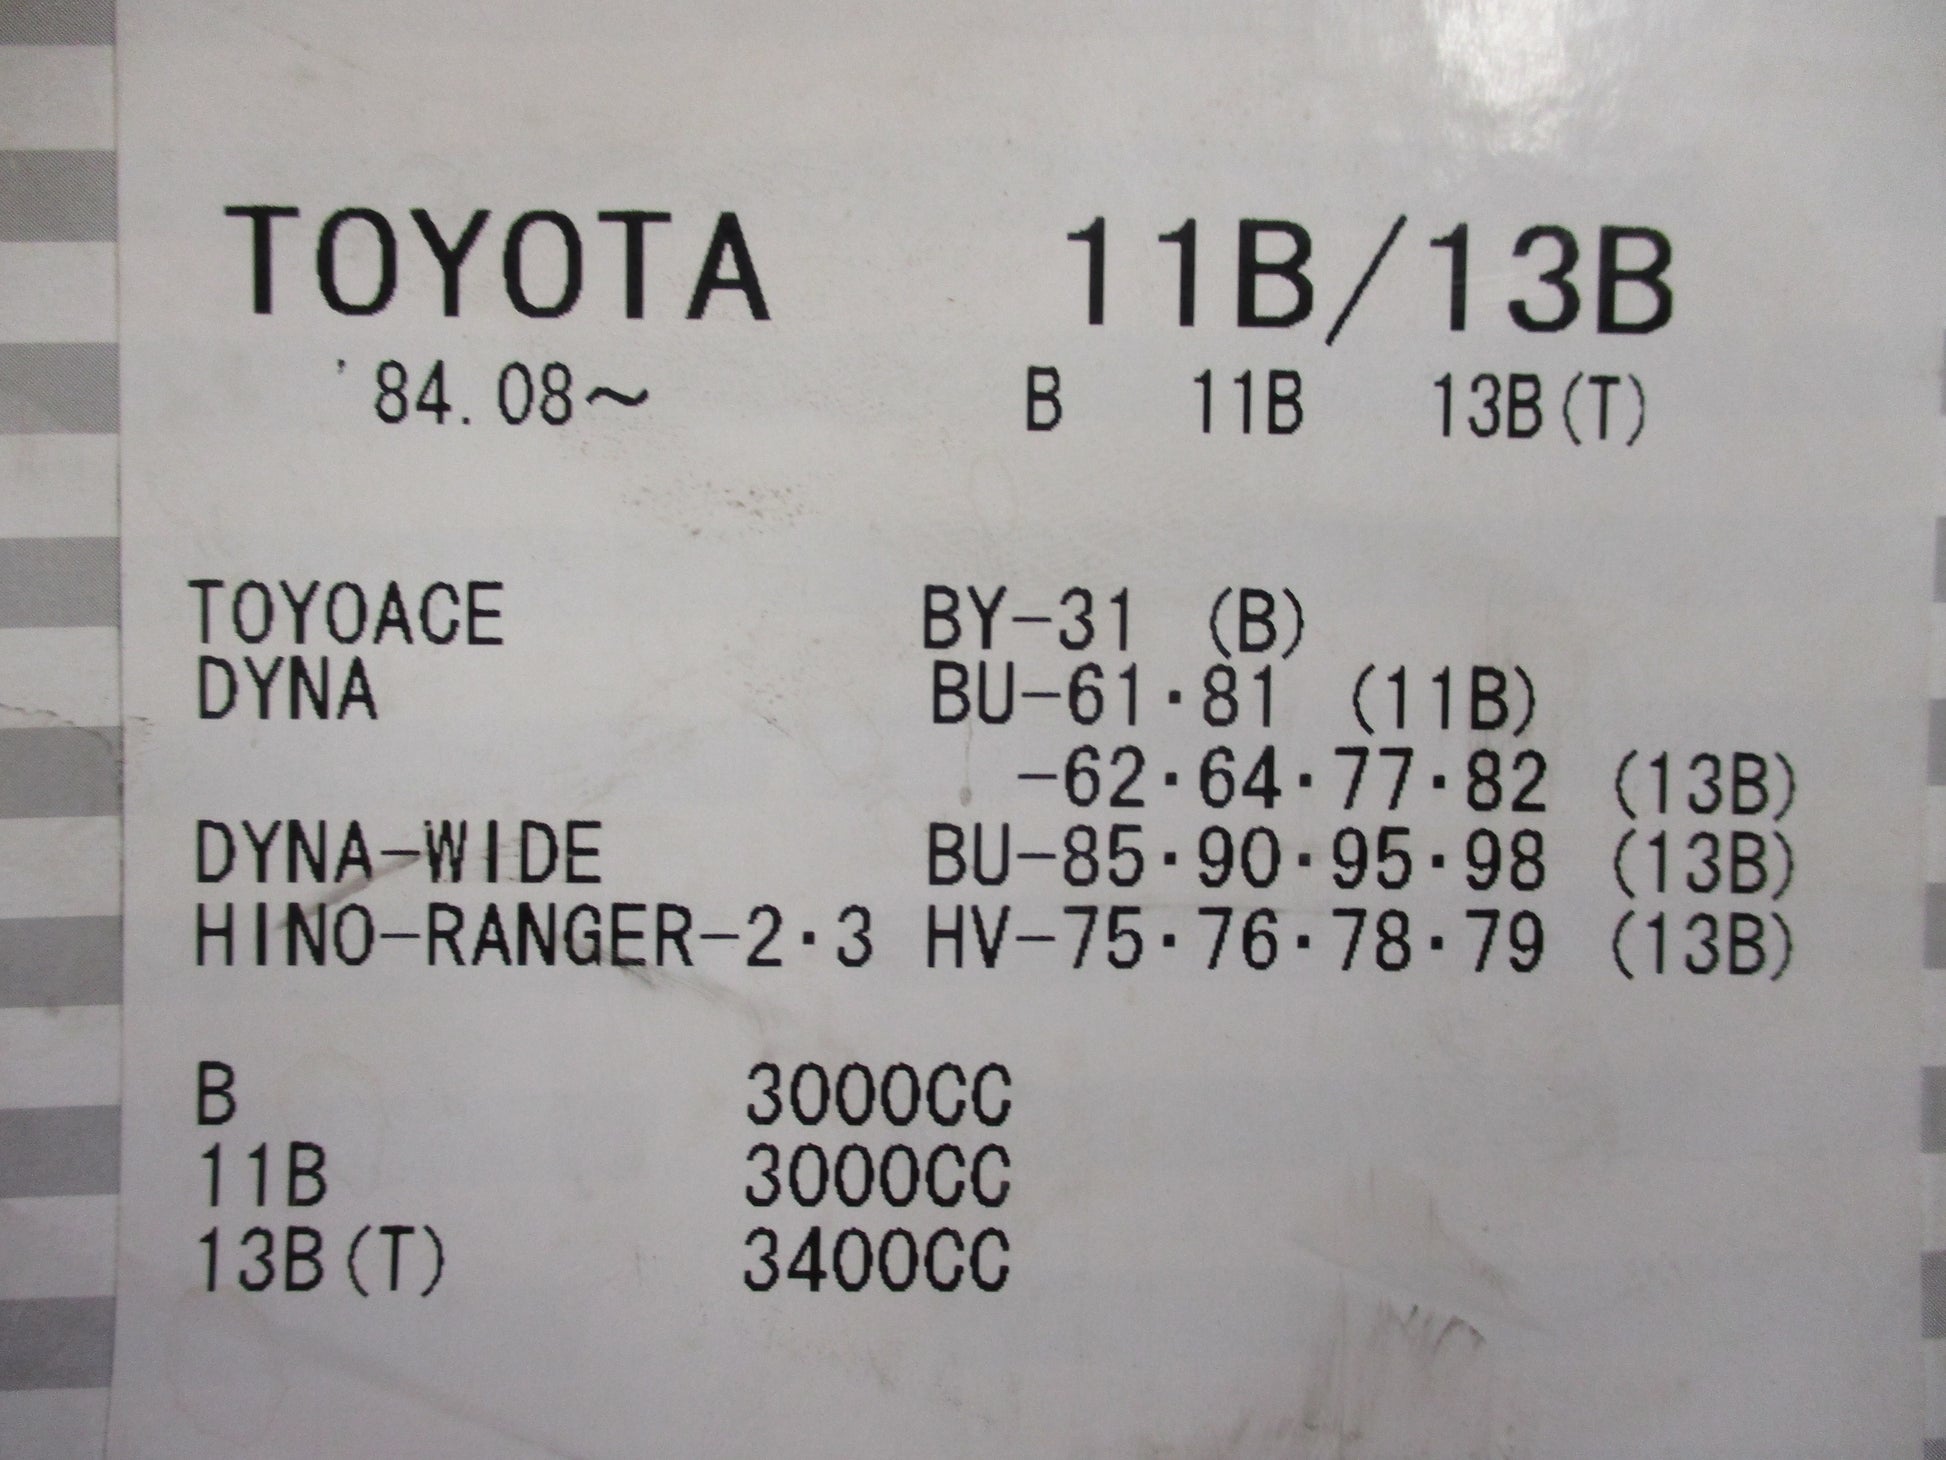 TOYOTA 11B/13B
'84.08~ B 11B 13B(T)
TOYOACE BY-31 (B)
DYNA BU-61·81 (11B)
-62·64·77·82 (13B)
DYNA-WIDE BU-85·90·95·98 (13B)
HINO-RANGER-2·3 HV-75·76·78·79 (13B)
B 3000CC
11B 3000CC
13B(T) 3400CC